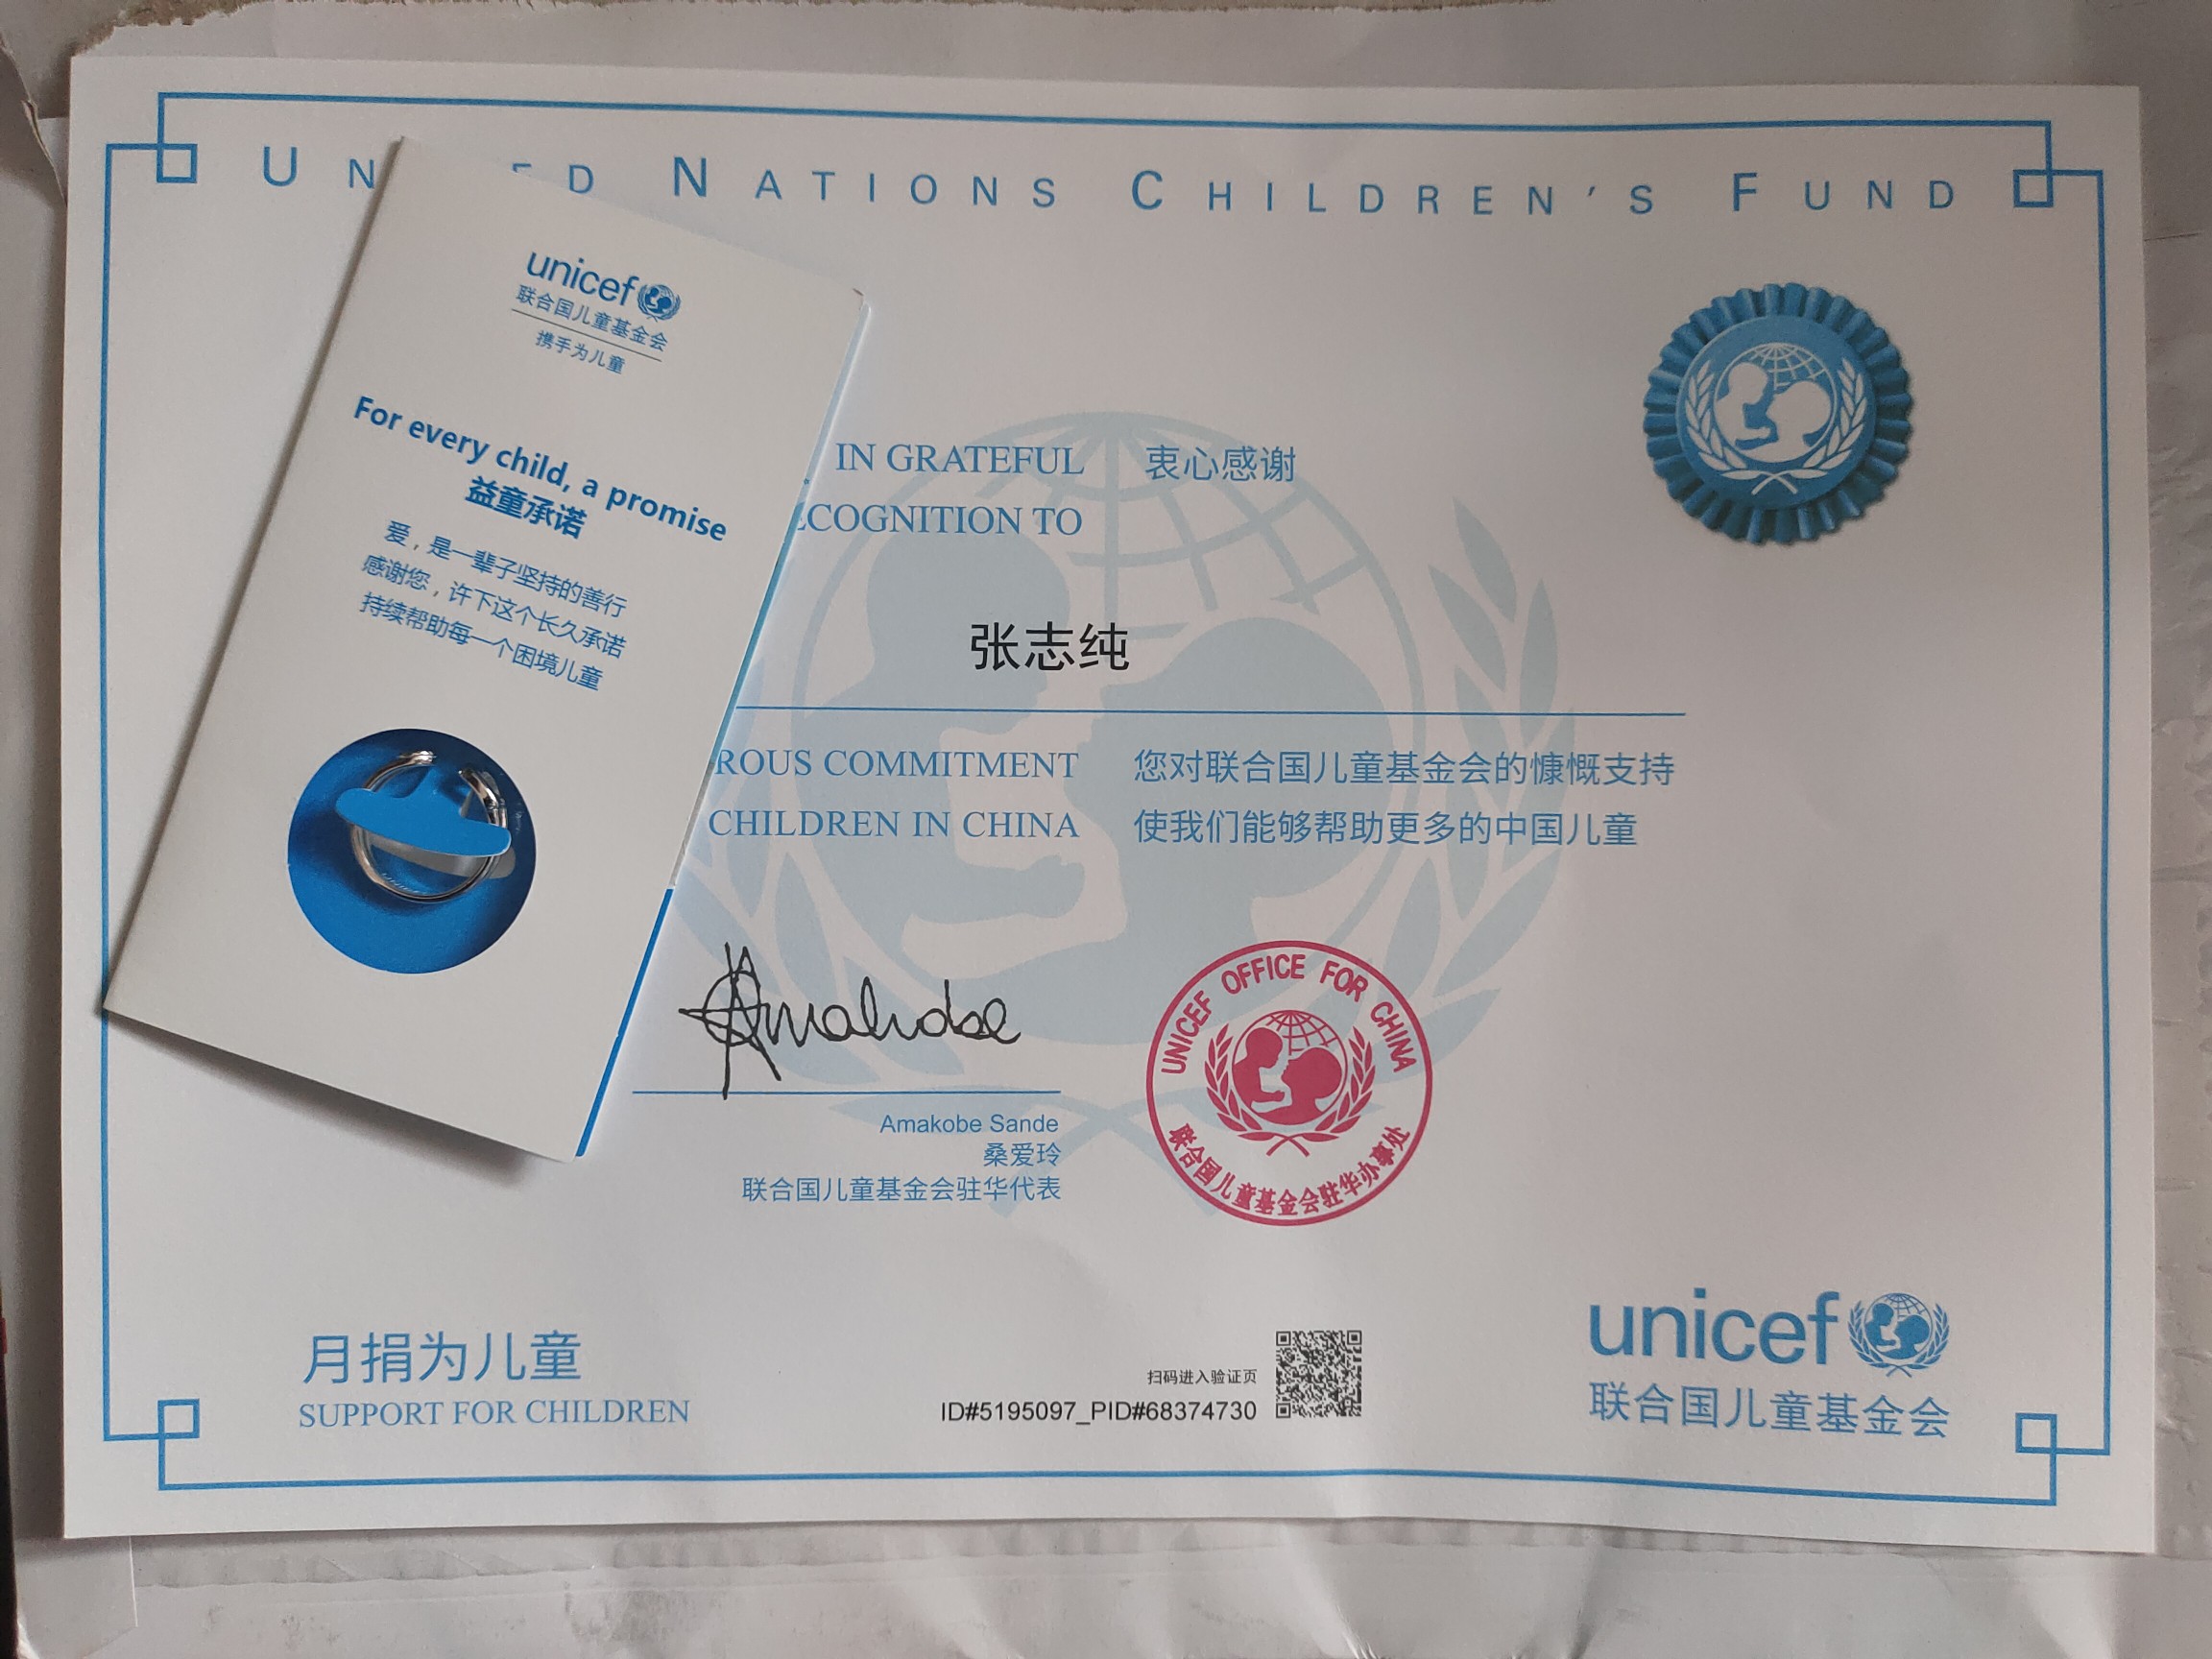 UNITED NATIONS CHILDREN'S FUND
unicef
联合国儿童基金会
携手为儿童
For every child, a promise
益童承诺
爱，是一辈子坚持的善行
感谢您，许下这个长久承诺
持续帮助每一个困境儿童
IN GRATEFUL 衷心感谢
COGNITION TO
张志纯
ROUS COMMITMENT 您对联合国儿童基金会的慷慨支持
CHILDREN IN CHINA 使我们能够帮助更多的中国儿童
Amakobe
Amakobe Sande
桑爱玲
联合国儿童基金会驻华代表
UNICEF OFFICE FOR CHINA
联合国儿童基金会驻华办事处
月捐为儿童
SUPPORT FOR CHILDREN
扫码进入验证页
ID#5195097_PID#68374730
unicef
联合国儿童基金会